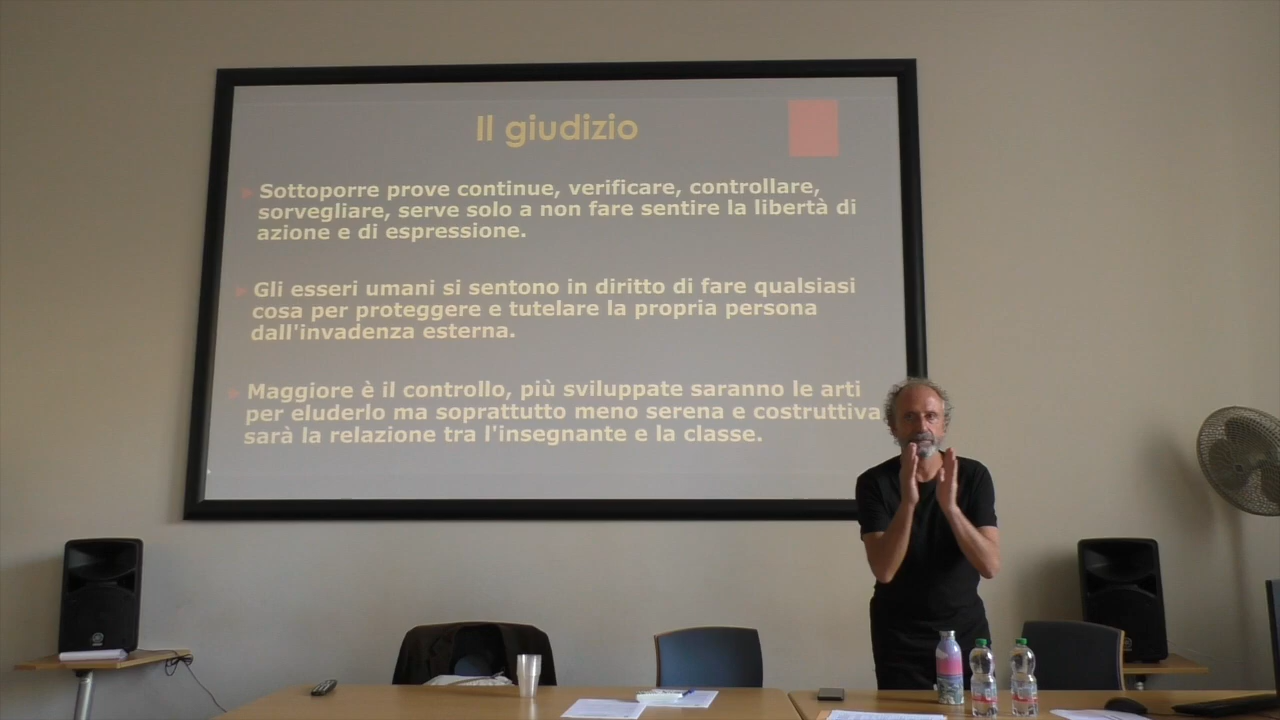 Il giudizio
Sottoporre prove continue, verificare, controllare,
sorvegliare, serve solo a non fare sentire la libertà di
azione e di espressione.
Gli esseri umani si sentono in diritto di fare qualsiasi
cosa per proteggere e tutelare la propria persona
dall'invadenza esterna.
Maggiore è il controllo, più sviluppate saranno le arti
per eluderlo ma soprattutto meno serena e costruttiva
sarà la relazione tra l'insegnante e la classe.